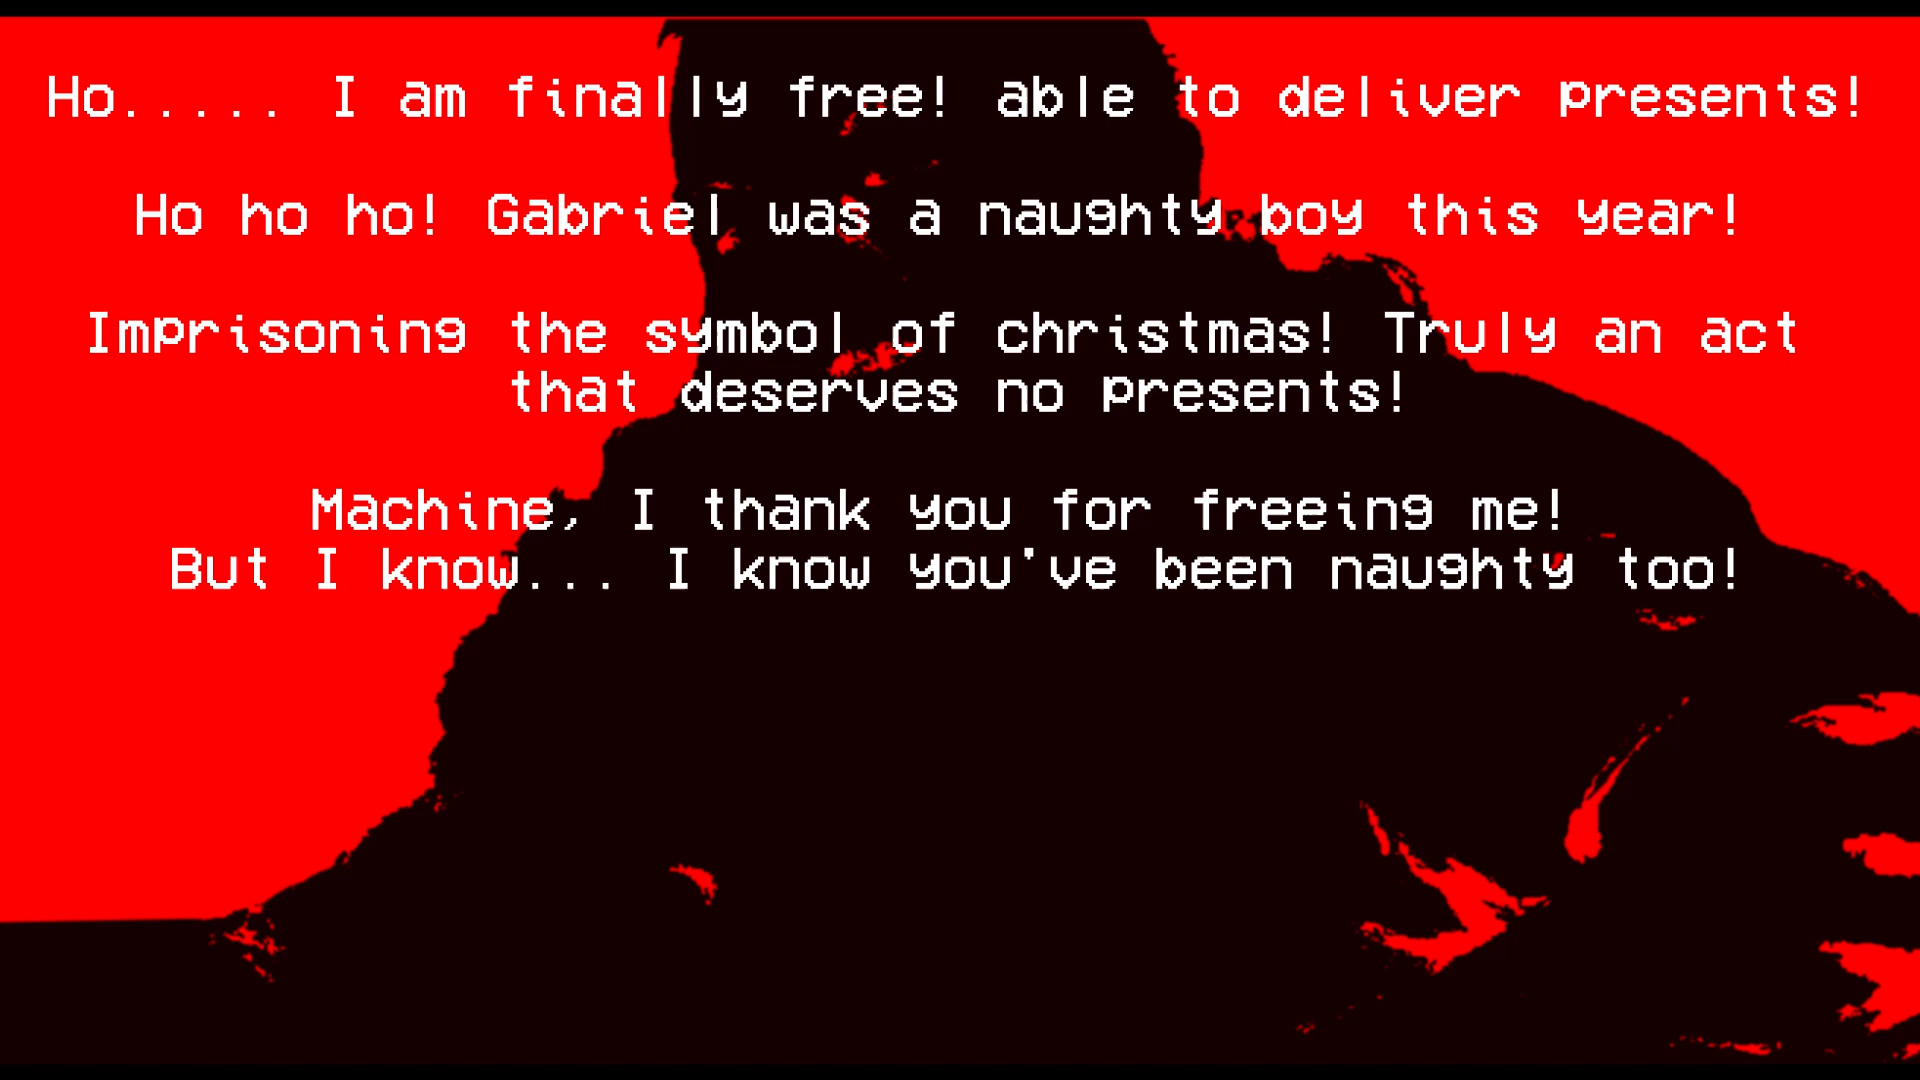 Ho..... I am finally free! able to deliver presents!
Ho ho ho! Gabriel was a naughty boy this year!
Imprisoning the symbol of christmas! Truly an act
that deserves no presents!
Machine, I thank you for freeing me!
But I know... I know you've been naughty too!